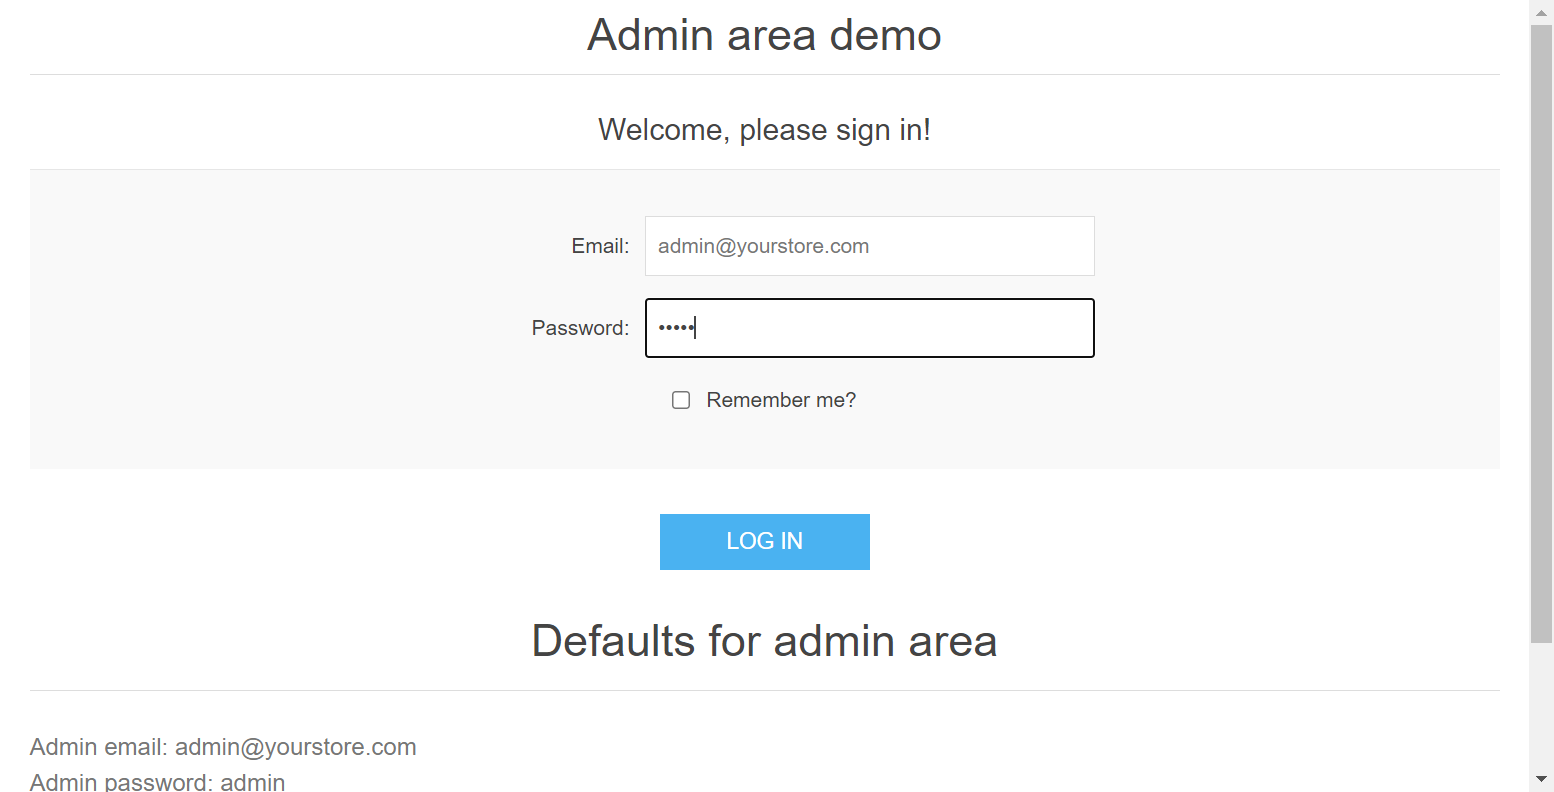 Admin area demo
Welcome, please sign in!
Email: admin@yourstore.com
Password: •••••
Remember me?
LOG IN
Defaults for admin area
Admin email: admin@yourstore.com
Admin password: admin